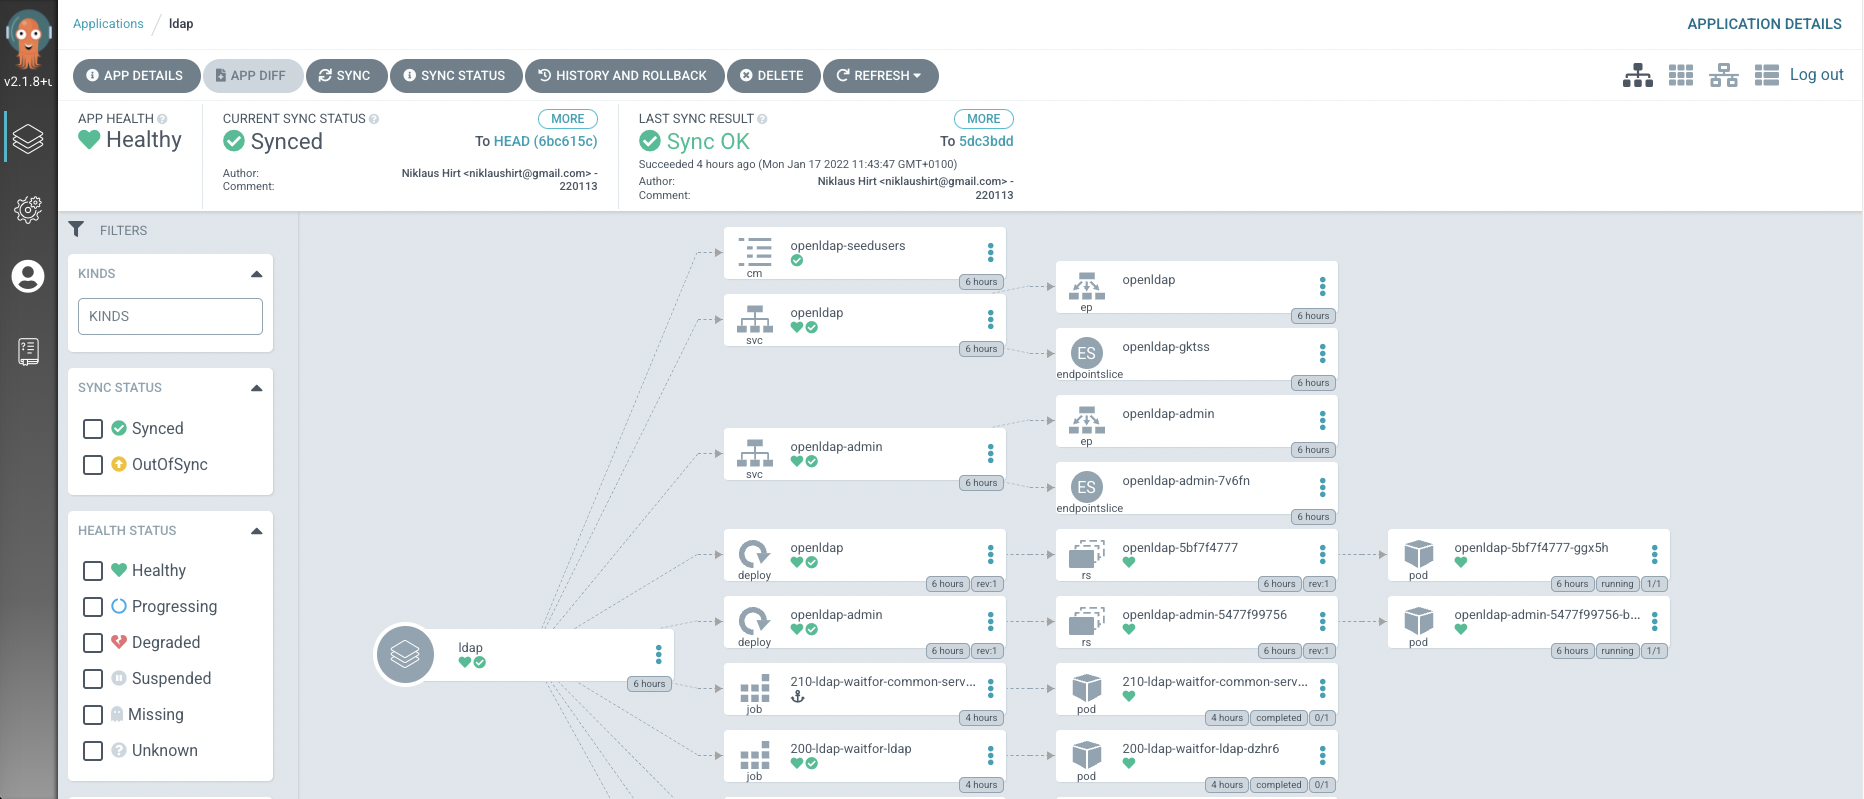 Applications / ldap
APPLICATION DETAILS
v2.1.8+
APP DETAILS
APP DIFF
SYNC
SYNC STATUS
HISTORY AND ROLLBACK
DELETE
REFRESH
Log out
APP HEALTH
Healthy
CURRENT SYNC STATUS
MORE
Synced
To HEAD (6bc615c)
Author: Niklaus Hirt <niklaushirt@gmail.com> -
Comment: 220113
LAST SYNC RESULT
MORE
Sync OK
To 5dc3bdd
Succeeded 4 hours ago (Mon Jan 17 2022 11:43:47 GMT+0100)
Author: Niklaus Hirt <niklaushirt@gmail.com> -
Comment: 220113
FILTERS
KINDS
KINDS
SYNC STATUS
Synced
OutOfSync
HEALTH STATUS
Healthy
Progressing
Degraded
Suspended
Missing
Unknown
ldap
6 hours
openldap-seedusers
cm
6 hours
openldap
svc
6 hours
openldap-admin
svc
6 hours
openldap
deploy
6 hours rev:1
openldap-admin
deploy
6 hours rev:1
210-ldap-waitfor-common-serv...
job
4 hours
200-ldap-waitfor-ldap
job
4 hours
openldap
ep
6 hours
ES
openldap-gktss
endpointslice
6 hours
openldap-admin
ep
6 hours
ES
openldap-admin-7v6fn
endpointslice
6 hours
openldap-5bf7f4777
rs
6 hours rev:1
openldap-admin-5477f99756
rs
6 hours rev:1
210-ldap-waitfor-common-serv...
pod
4 hours completed 0/1
200-ldap-waitfor-ldap-dzhr6
pod
4 hours completed 0/1
openldap-5bf7f4777-ggx5h
pod
6 hours running 1/1
openldap-admin-5477f99756-b...
pod
6 hours running 1/1